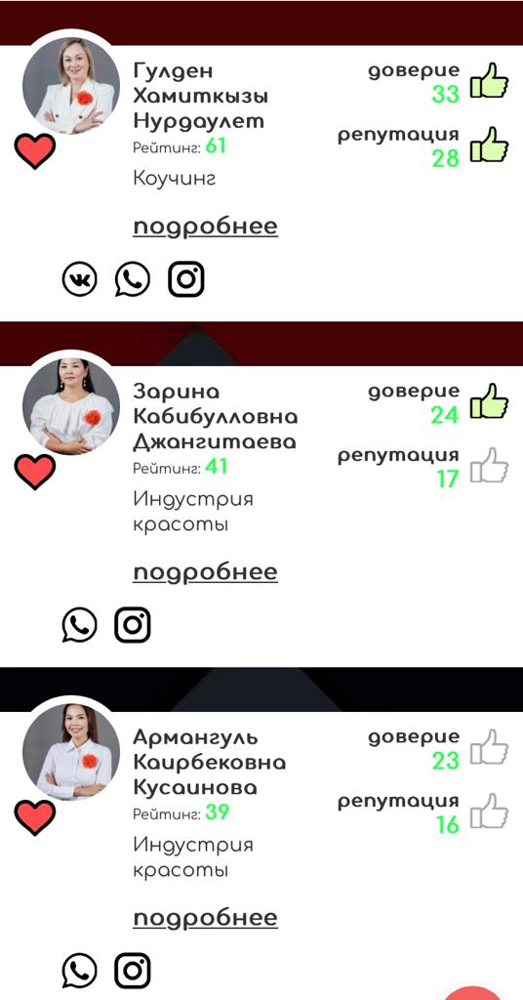 Гулден
Хамиткызы
Нурдаулет
Рейтинг: 61
Коучинг
подробнее
доверие
33
репутация
28
Зарина
Кабибулловна
Джангитаева
Рейтинг: 41
Индустрия
красоты
подробнее
доверие
24
репутация
17
Армангуль
Каирбековна
Кусаинова
Рейтинг: 39
Индустрия
красоты
подробнее
доверие
23
репутация
16